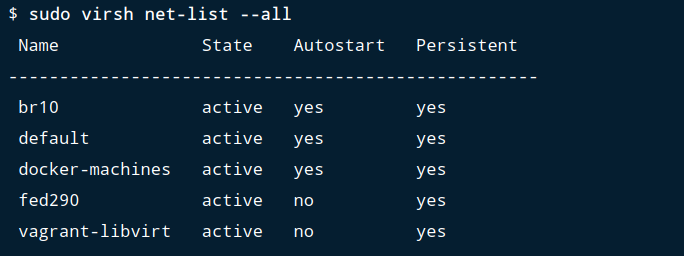 $ sudo virsh net-list --all
Name State Autostart Persistent
-----------------------------------------------------
br10 active yes yes
default active yes yes
docker-machines active yes yes
fed290 active no yes
vagrant-libvirt active no yes